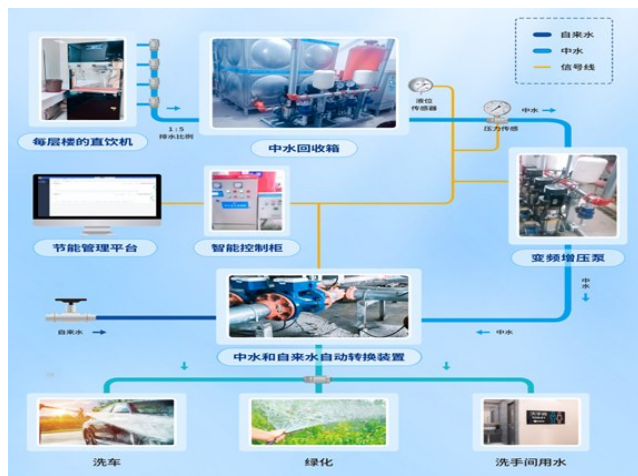 自来水
中水
信号线
每层楼的直饮机
1：5
排水比例
中水回收箱
液位
传感器
压力传感
中水
节能管理平台
智能控制柜
变频增压泵
中
水
自来水
中水
中水和自来水自动转换装置
洗手间
洗车
绿化
洗手间用水